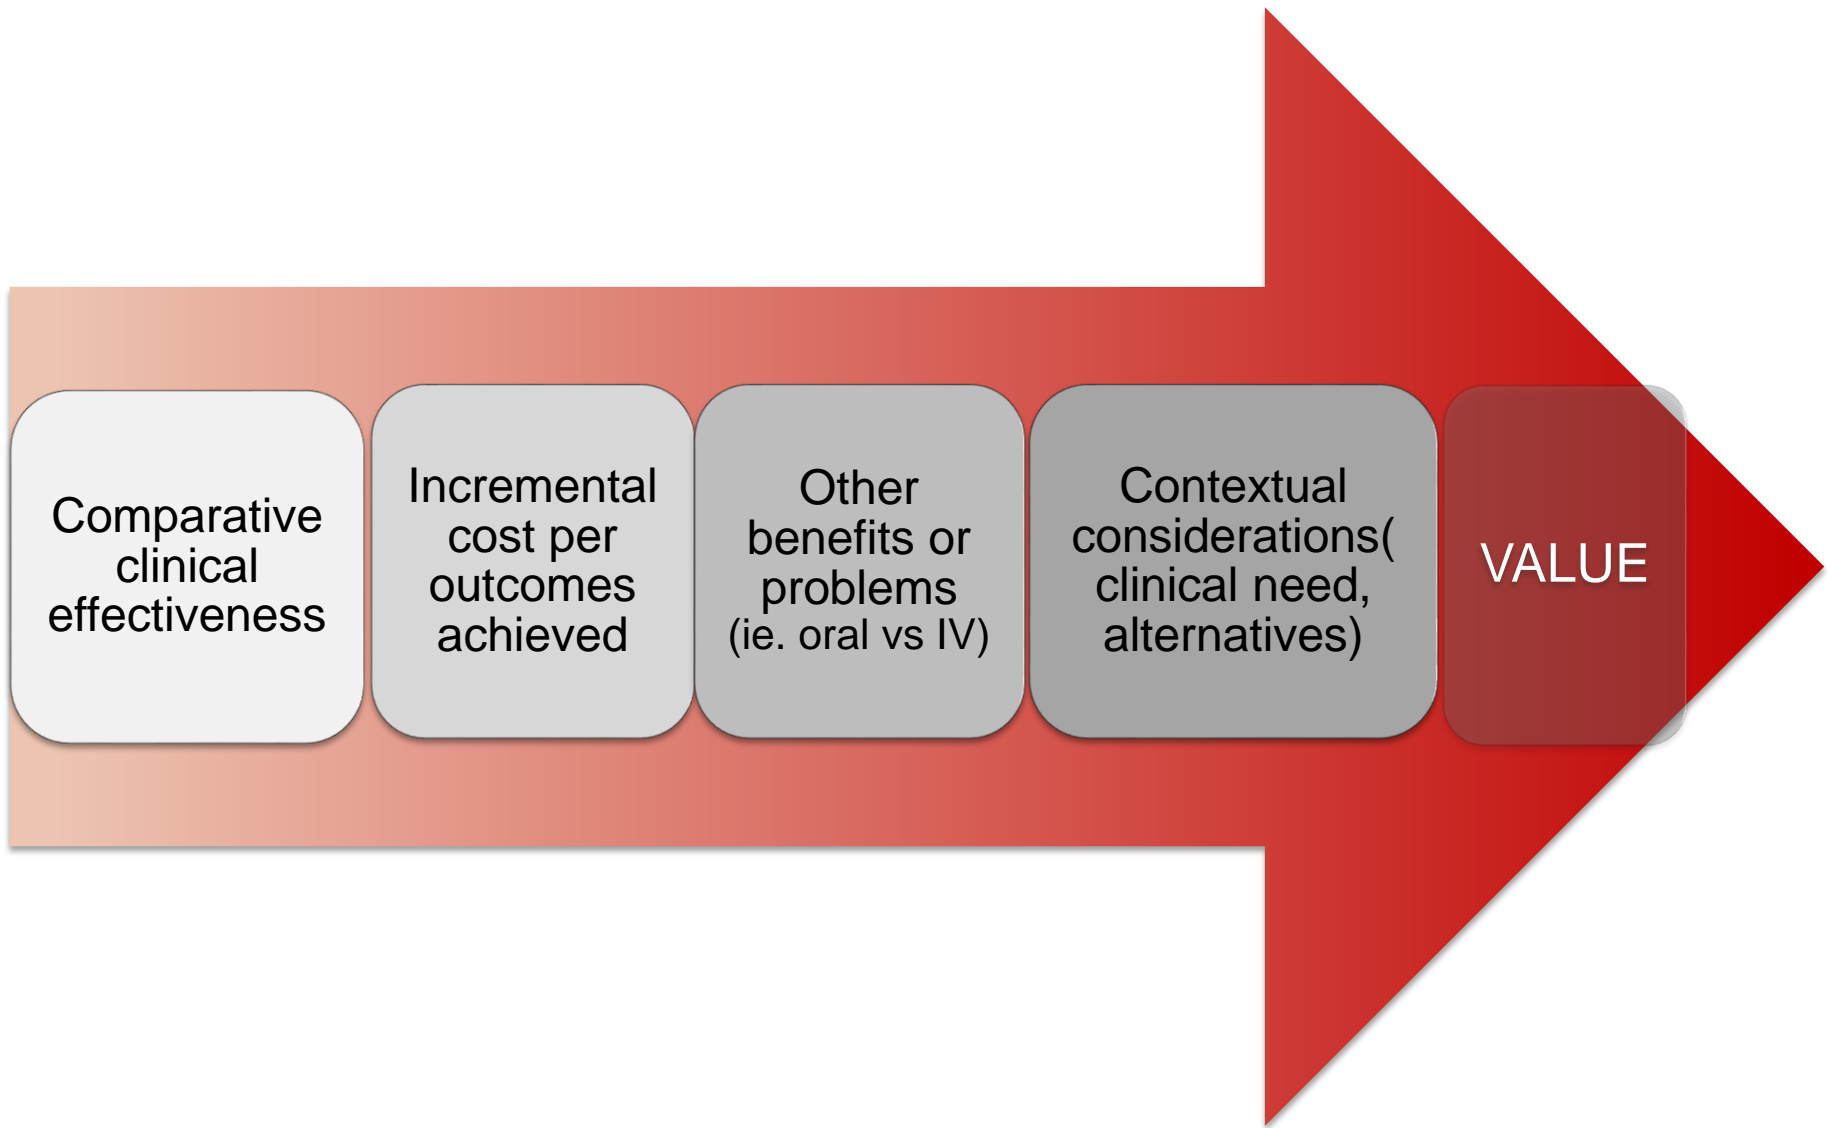 Comparative
clinical
effectiveness
Incremental
cost per
outcomes
achieved
Other
benefits or
problems
(ie. oral vs IV)
Contextual
considerations(
clinical need,
alternatives)
VALUE